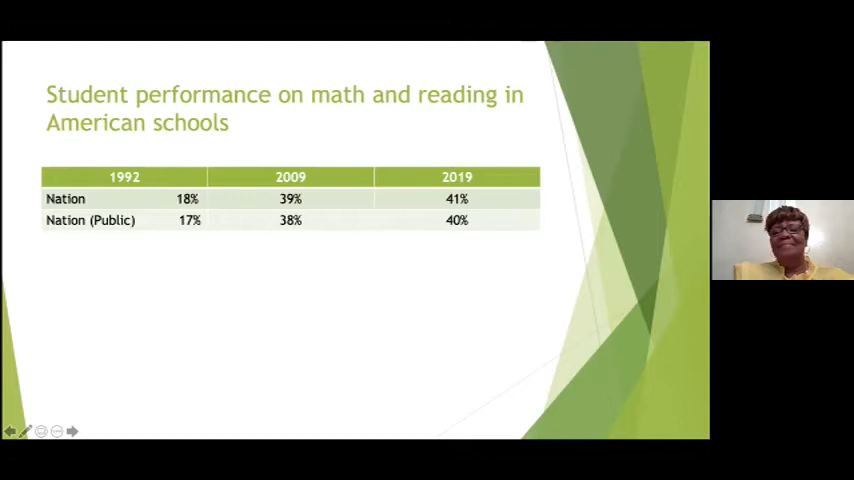 Student performance on math and reading in
American schools
1992 2009 2019
Nation 18% 39% 41%
Nation (Public) 17% 38% 40%